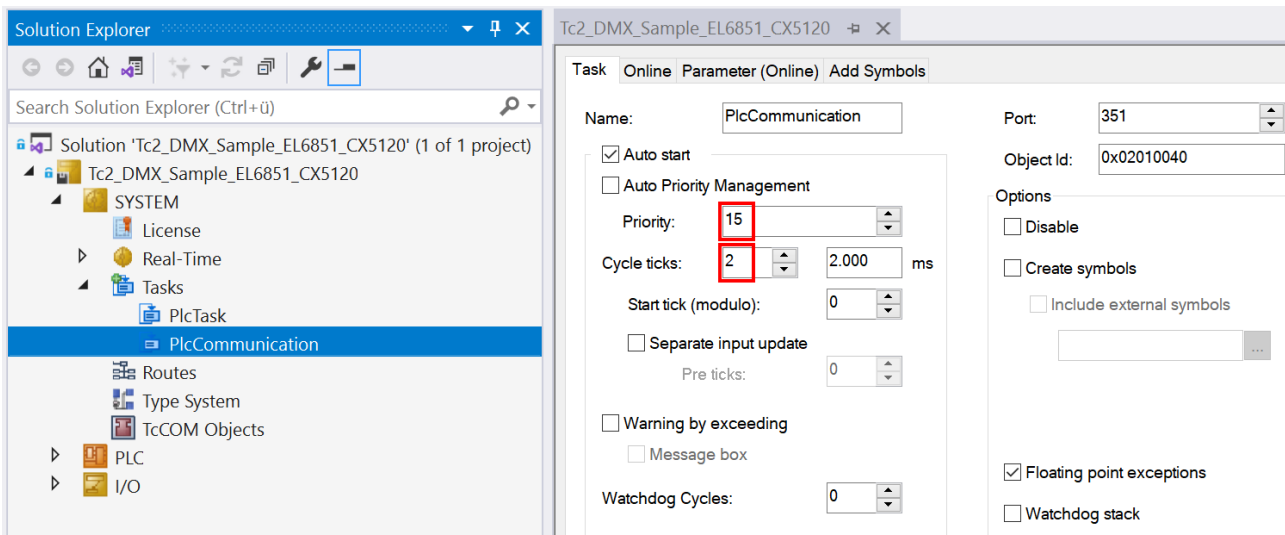 Solution Explorer
Search Solution Explorer (Ctrl+ü)
Solution 'Tc2_DMX_Sample_EL6851_CX5120' (1 of 1 project)
Tc2_DMX_Sample_EL6851_CX5120
SYSTEM
License
Real-Time
Tasks
PlcTask
PlcCommunication
Routes
Type System
TcCOM Objects
PLC
I/O
Tc2_DMX_Sample_EL6851_CX5120
Task Online Parameter (Online) Add Symbols
Name: PlcCommunication
Auto start
Auto Priority Management
Priority: 15
Cycle ticks: 2 2.000 ms
Start tick (modulo): 0
Separate input update
Pre ticks: 0
Warning by exceeding
Message box
Watchdog Cycles: 0
Port: 351
Object Id: 0x02010040
Options
Disable
Create symbols
Include external symbols
...
Floating point exceptions
Watchdog stack